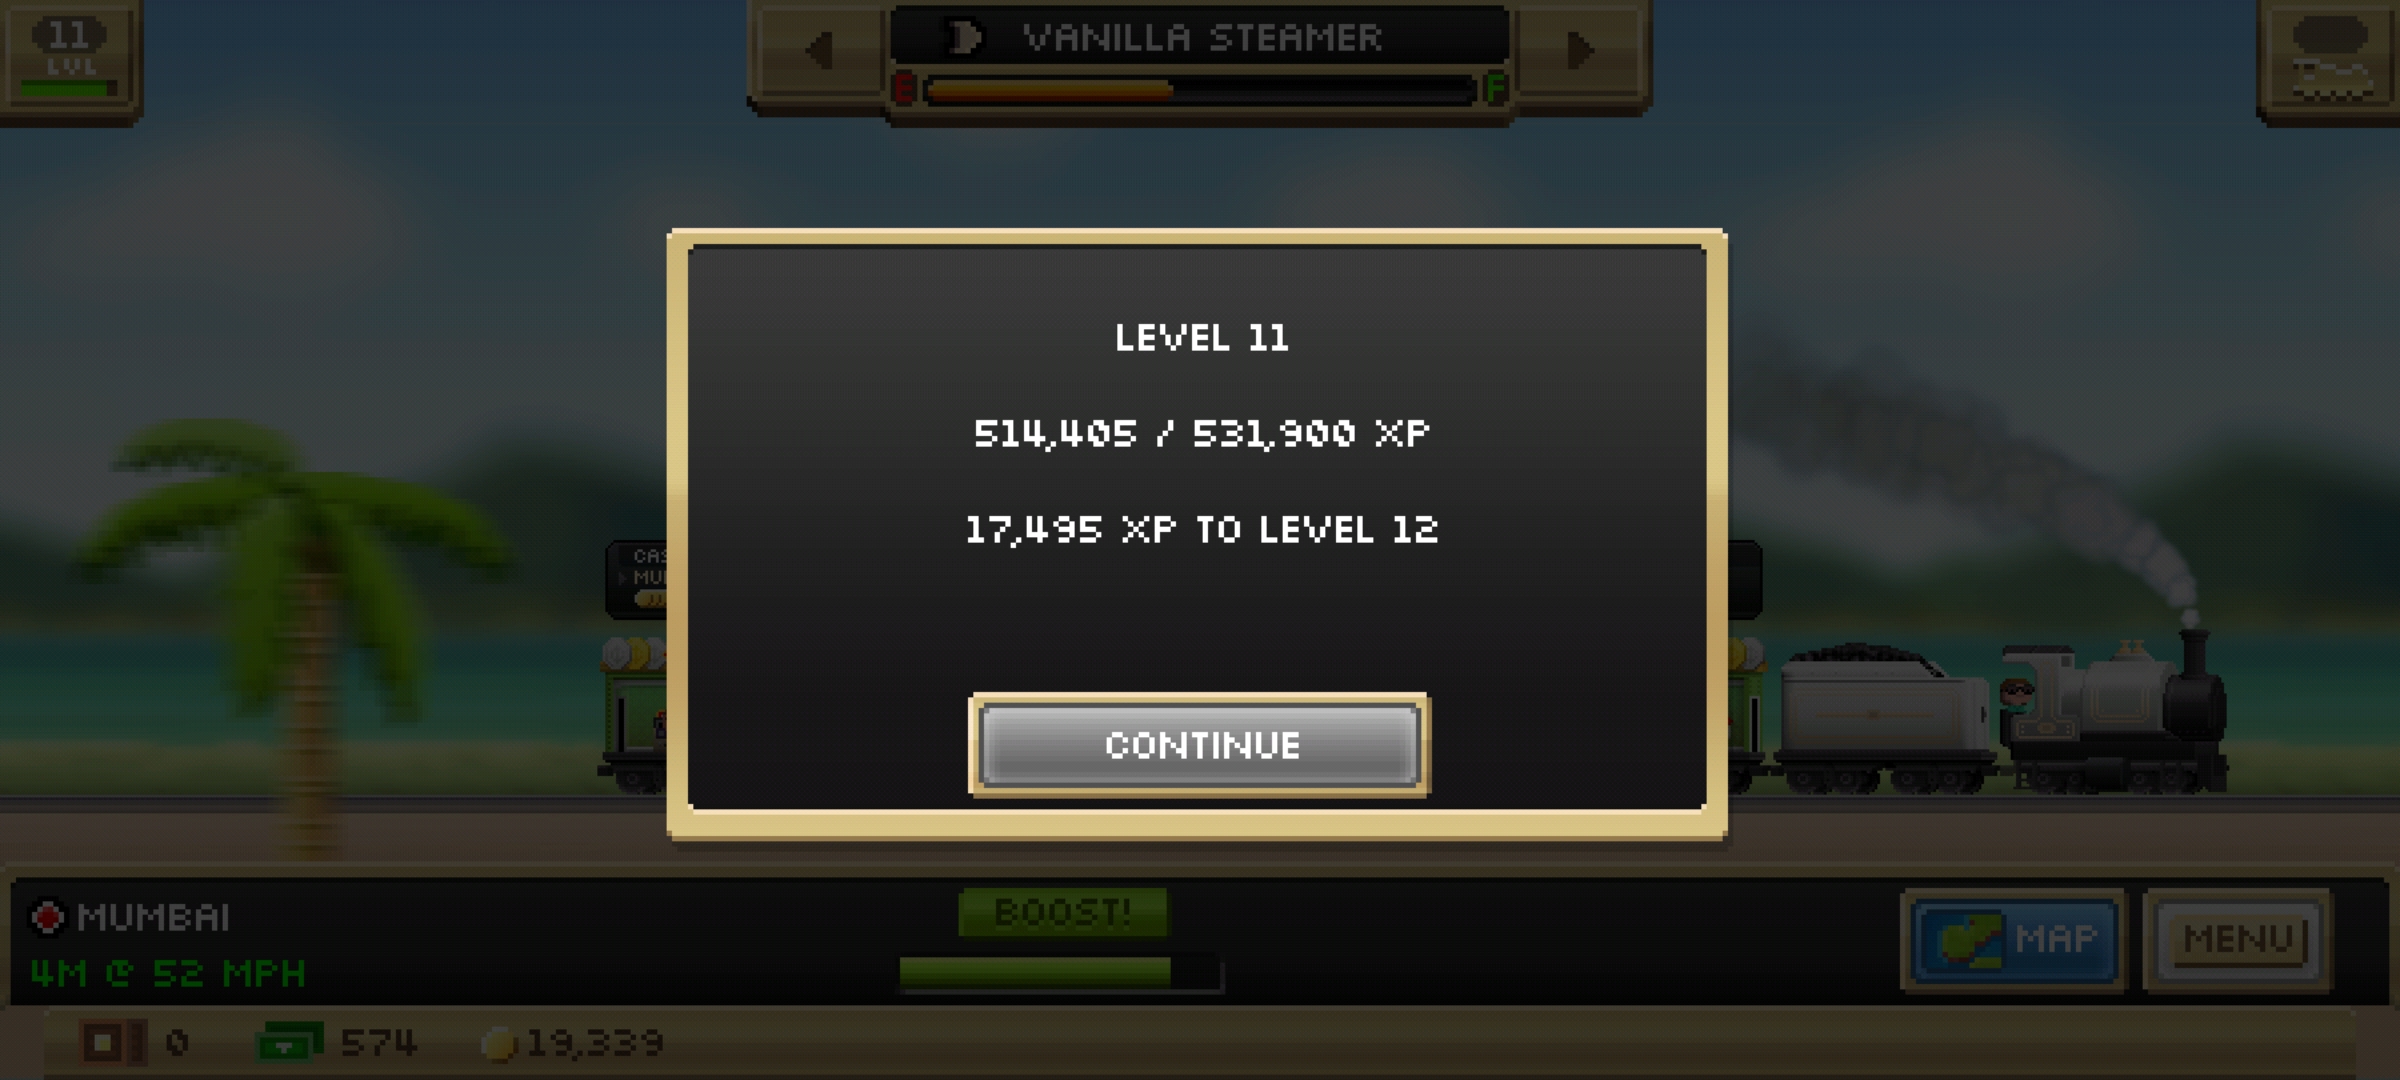 11
LVL
VANILLA STEAMER
E F
LEVEL 11
514,405 / 531,900 XP
17,495 XP TO LEVEL 12
CONTINUE
MUMBAI
4M @ 52 MPH
BOOST!
MAP
MENU
0 574 19,339